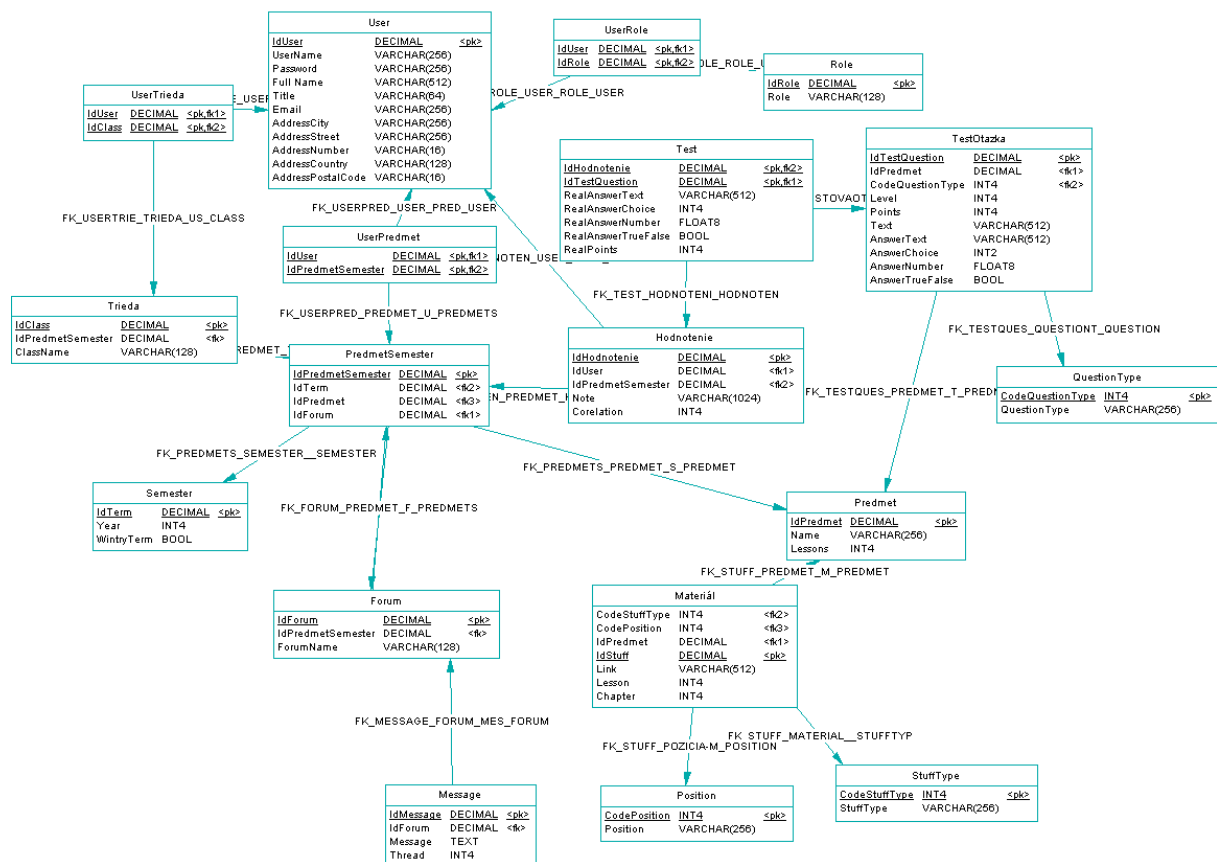 User
IdUser DECIMAL <pk>
UserName VARCHAR(256)
Password VARCHAR(256)
Full Name VARCHAR(512)
Title VARCHAR(64)
Email VARCHAR(256)
AddressCity VARCHAR(256)
AddressStreet VARCHAR(256)
AddressNumber VARCHAR(16)
AddressCountry VARCHAR(128)
AddressPostalCode VARCHAR(16)
UserRole
IdUser DECIMAL <pk,fk1>
IdRole DECIMAL <pk,fk2>
OLE_ROLE_U
Role
IdRole DECIMAL <pk>
Role VARCHAR(128)
ROLE_USER_ROLE_USER
UserTrieda
IdUser DECIMAL <pk,fk1>
IdClass DECIMAL <pk,fk2>
E_USER
FK_USERTRIE_TRIEDA_US_CLASS
FK_USERPRED_USER_PRED_USER
Test
IdHodnotenie DECIMAL <pk,fk2>
IdTestQuestion DECIMAL <pk,fk1>
RealAnswerText VARCHAR(512)
RealAnswerChoice INT4
RealAnswerNumber FLOAT8
RealAnswerTrueFalse BOOL
RealPoints INT4
STOVAOT
TestOtazka
IdTestQuestion DECIMAL <pk>
IdPredmet DECIMAL <fk1>
CodeQuestionType INT4 <fk2>
Level INT4
Points INT4
Text VARCHAR(512)
AnswerText VARCHAR(512)
AnswerChoice INT2
AnswerNumber FLOAT8
AnswerTrueFalse BOOL
UserPredmet
IdUser DECIMAL <pk,fk1>
IdPredmetSemester DECIMAL <pk,fk2>
NOTEN_USER_
FK_TEST_HODNOTENI_HODNOTEN
Trieda
IdClass DECIMAL <pk>
IdPredmetSemester DECIMAL <fk>
ClassName VARCHAR(128)
FK_USERPRED_PREDMET_U_PREDMETS
FK_TESTQUES_QUESTIONT_QUESTION
REDMET_
PredmetSemester
IdPredmetSemester DECIMAL <pk>
IdTerm DECIMAL <fk2>
IdPredmet DECIMAL <fk3>
IdForum DECIMAL <fk1>
EN_PREDMET_H
Hodnotenie
IdHodnotenie DECIMAL <pk>
IdUser DECIMAL <fk1>
IdPredmetSemester DECIMAL <fk2>
Note VARCHAR(1024)
Corelation INT4
FK_TESTQUES_PREDMET_T_PREDM
QuestionType
CodeQuestionType INT4 <pk>
QuestionType VARCHAR(256)
FK_PREDMETS_SEMESTER__SEMESTER
FK_PREDMETS_PREDMET_S_PREDMET
Semester
IdTerm DECIMAL <pk>
Year INT4
WintryTerm BOOL
FK_FORUM_PREDMET_F_PREDMETS
Predmet
IdPredmet DECIMAL <pk>
Name VARCHAR(256)
Lessons INT4
FK_STUFF_PREDMET_M_PREDMET
Forum
IdForum DECIMAL <pk>
IdPredmetSemester DECIMAL <fk>
ForumName VARCHAR(128)
Materiál
CodeStuffType INT4 <fk2>
CodePosition INT4 <fk3>
IdPredmet DECIMAL <fk1>
IdStuff DECIMAL <pk>
Link VARCHAR(512)
Lesson INT4
Chapter INT4
FK_MESSAGE_FORUM_MES_FORUM
FK_STUFF_POZICIA-M_POSITION
FK_STUFF_MATERIAL__STUFFTYP
Message
IdMessage DECIMAL <pk>
IdForum DECIMAL <fk>
Message TEXT
Thread INT4
Position
CodePosition INT4 <pk>
Position VARCHAR(256)
StuffType
CodeStuffType INT4 <pk>
StuffType VARCHAR(256)